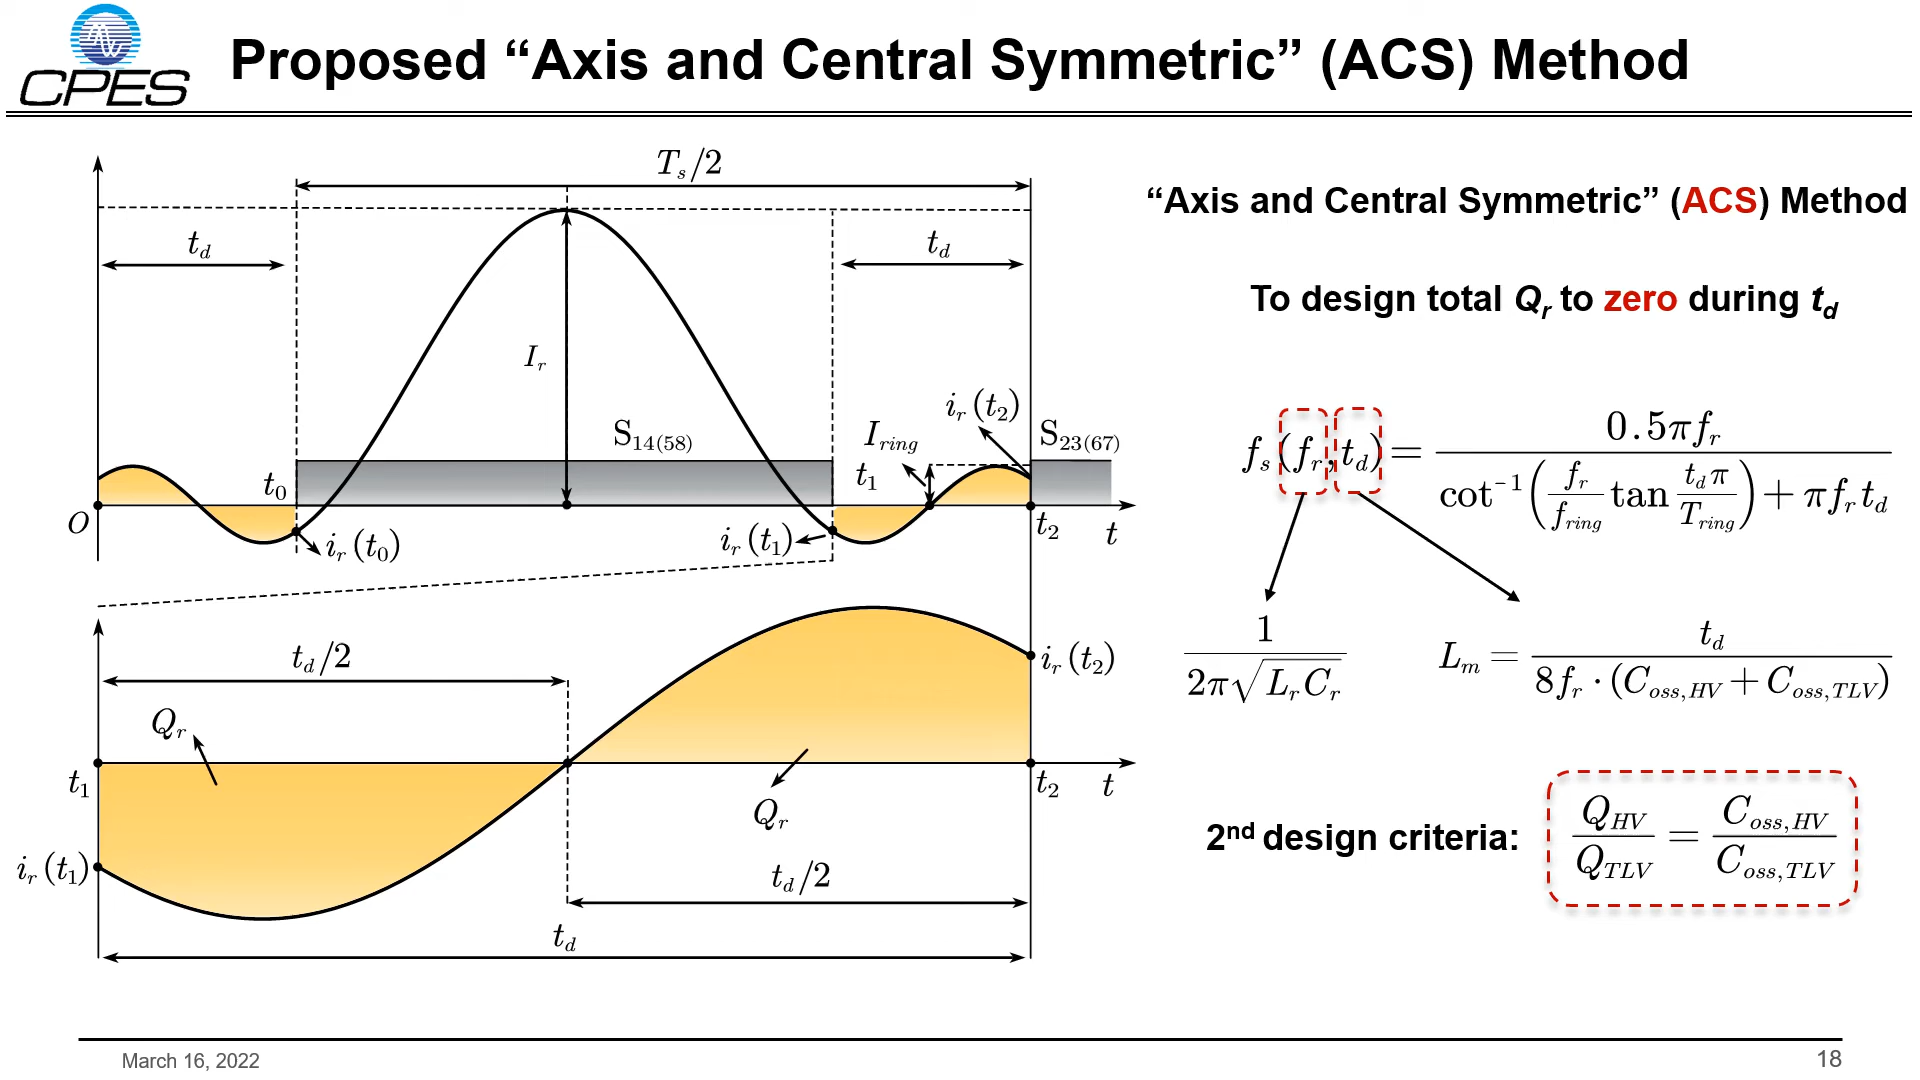 CPES
Proposed “Axis and Central Symmetric” (ACS) Method
T_s/2
t_d
t_d
I_r
i_r(t_2)
S_14(58)
I_ring
S_23(67)
t_0
t_1
O
i_r(t_0)
i_r(t_1)
t_2
t
t_d/2
i_r(t_2)
Q_r
t_1
Q_r
t_2
t
i_r(t_1)
t_d/2
t_d
“Axis and Central Symmetric” (ACS) Method
To design total Q_r to zero during t_d
f_s(f_r, t_d) = 0.5πf_r / (cot^-1(f_r/f_ring tan t_dπ/T_ring) + πf_r t_d)
1/(2π√(L_rC_r))
L_m = t_d / (8f_r · (C_oss,HV + C_oss,TLV))
2nd design criteria:
Q_HV/Q_TLV = C_oss,HV/C_oss,TLV
March 16, 2022
18